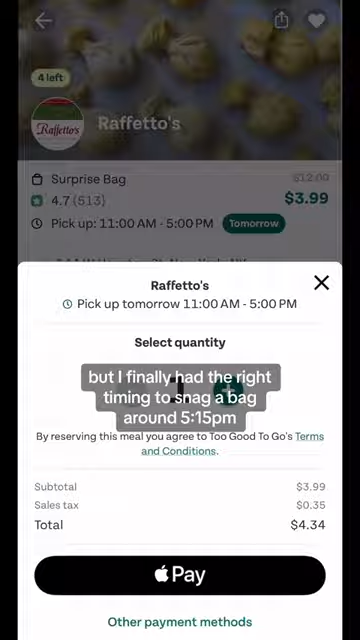 4 left
Raffetto's
Raffetto's
Surprise Bag
$12.00
4.7 (513)
$3.99
Pick up: 11:00 AM - 5:00 PM
Tomorrow
Raffetto's
Pick up tomorrow 11:00 AM - 5:00 PM
Select quantity
1
but I finally had the right
timing to snag a bag
around 5:15pm
By reserving this meal you agree to Too Good To Go's Terms
and Conditions.
Subtotal
$3.99
Sales tax
$0.35
Total
$4.34
Pay
Other payment methods